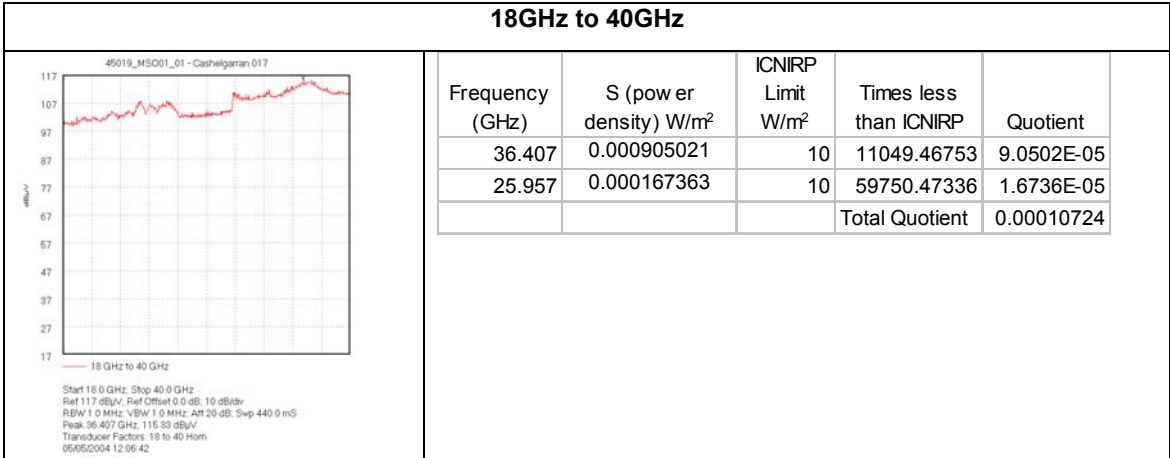 18GHz to 40GHz
45019_MSO01_01 - Cashelgarran 017
117
107
97
87
77
67
57
47
37
27
17
dBµV
18 GHz to 40 GHz
Start 18.0 GHz; Stop 40.0 GHz
Ref 117 dBµV; Ref Offset 0.0 dB; 10 dB/div
RBW 1.0 MHz; VBW 1.0 MHz; Att 20 dB; Swp 440.0 mS
Peak 36.407 GHz, 115.33 dBµV
Transducer Factors: 18 to 40 Horn
05/05/2004 12:06:42
Frequency (GHz) S (power density) W/m² ICNIRP Limit W/m² Times less than ICNIRP Quotient
36.407 0.000905021 10 11049.46753 9.0502E-05
25.957 0.000167363 10 59750.47336 1.6736E-05
Total Quotient 0.00010724